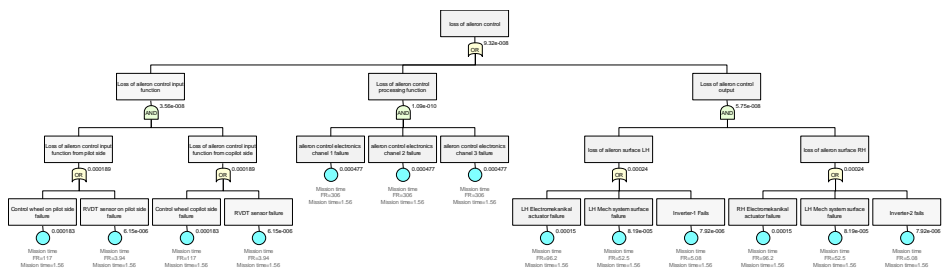 loss of aileron control
9.32e-008
OR
Loss of aileron control input
function
3.56e-008
AND
Loss of aileron control
processing function
1.09e-010
AND
Loss of aileron control
output
5.75e-008
AND
Loss of aileron control input
function from pilot side
0.000189
OR
Loss of aileron control input
function from copilot side
0.000189
OR
aileron control electronics
chanel 1 failure
0.000477
Mission time
FR=306
Mission time=1.56
aileron control electronics
chanel 2 failure
0.000477
Mission time
FR=306
Mission time=1.56
aileron control electronics
chanel 3 failure
0.000477
Mission time
FR=306
Mission time=1.56
loss of aileron surface LH
0.00024
OR
loss of aileron surface RH
0.00024
OR
Control wheel on pilot side
failure
0.000183
Mission time
FR=117
Mission time=1.56
RVDT sensor on pilot side
failure
6.15e-006
Mission time
FR=3.94
Mission time=1.56
Control wheel copilot side
failure
0.000183
Mission time
FR=117
Mission time=1.56
RVDT sensor failure
6.15e-006
Mission time
FR=3.94
Mission time=1.56
LH Electromekanikal
actuator failure
0.00015
Mission time
FR=96.2
Mission time=1.56
LH Mech system surface
failure
8.19e-005
Mission time
FR=52.5
Mission time=1.56
Inverter-1 Fails
7.92e-006
Mission time
FR=5.08
Mission time=1.56
RH Electromekanikal
actuator failure
0.00015
Mission time
FR=96.2
Mission time=1.56
LH Mech system surface
failure
8.19e-005
Mission time
FR=52.5
Mission time=1.56
Inverter-2 fails
7.92e-006
Mission time
FR=5.08
Mission time=1.56